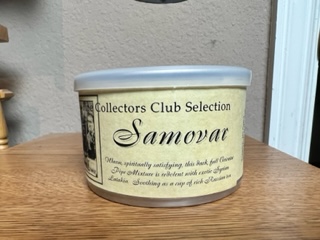 Collectors Club Selection
Samovar
Warm, spiritually satisfying, this dark, full Oriental
Pipe Mixture is redolent with exotic Syrian
Latakia. Soothing as a cup of rich Russian tea